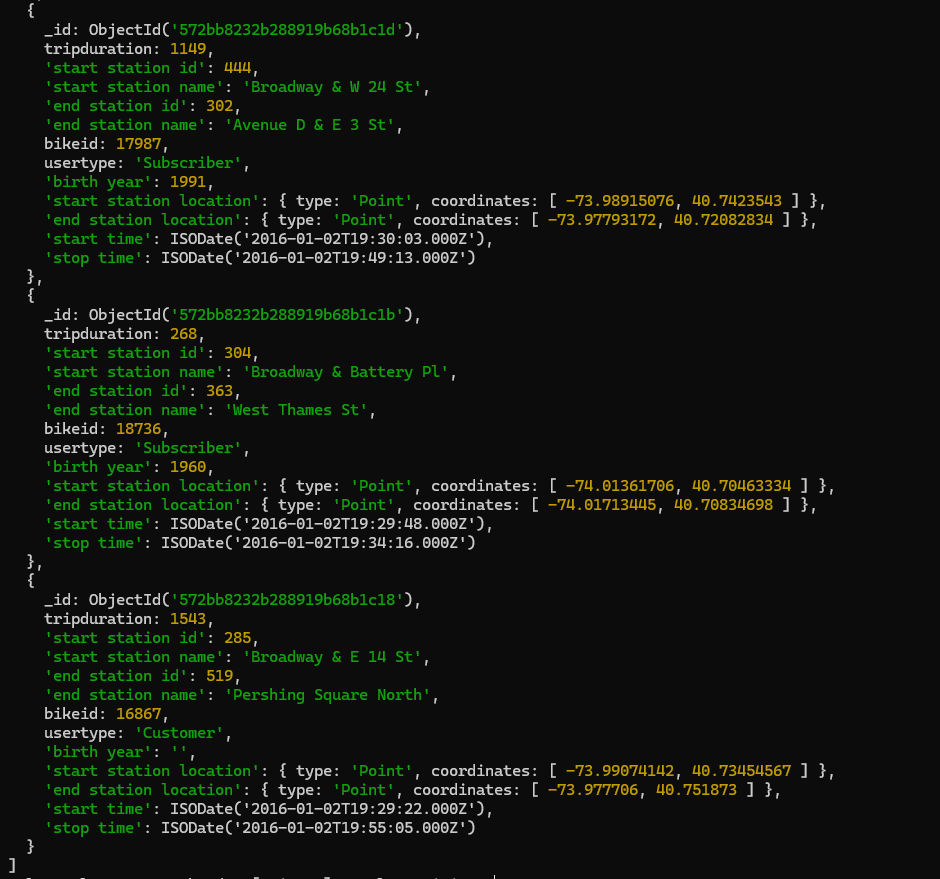 {
_id: ObjectId('572bb8232b288919b68b1c1d'),
tripduration: 1149,
'start station id': 444,
'start station name': 'Broadway & W 24 St',
'end station id': 302,
'end station name': 'Avenue D & E 3 St',
bikeid: 17987,
usertype: 'Subscriber',
'birth year': 1991,
'start station location': { type: 'Point', coordinates: [ -73.98915076, 40.7423543 ] },
'end station location': { type: 'Point', coordinates: [ -73.97793172, 40.72082834 ] },
'start time': ISODate('2016-01-02T19:30:03.000Z'),
'stop time': ISODate('2016-01-02T19:49:13.000Z')
},
{
_id: ObjectId('572bb8232b288919b68b1c1b'),
tripduration: 268,
'start station id': 304,
'start station name': 'Broadway & Battery Pl',
'end station id': 363,
'end station name': 'West Thames St',
bikeid: 18736,
usertype: 'Subscriber',
'birth year': 1960,
'start station location': { type: 'Point', coordinates: [ -74.01361706, 40.70463334 ] },
'end station location': { type: 'Point', coordinates: [ -74.01713445, 40.70834698 ] },
'start time': ISODate('2016-01-02T19:29:48.000Z'),
'stop time': ISODate('2016-01-02T19:34:16.000Z')
},
{
_id: ObjectId('572bb8232b288919b68b1c18'),
tripduration: 1543,
'start station id': 285,
'start station name': 'Broadway & E 14 St',
'end station id': 519,
'end station name': 'Pershing Square North',
bikeid: 16867,
usertype: 'Customer',
'birth year': '',
'start station location': { type: 'Point', coordinates: [ -73.99074142, 40.73454567 ] },
'end station location': { type: 'Point', coordinates: [ -73.977706, 40.751873 ] },
'start time': ISODate('2016-01-02T19:29:22.000Z'),
'stop time': ISODate('2016-01-02T19:55:05.000Z')
}
]